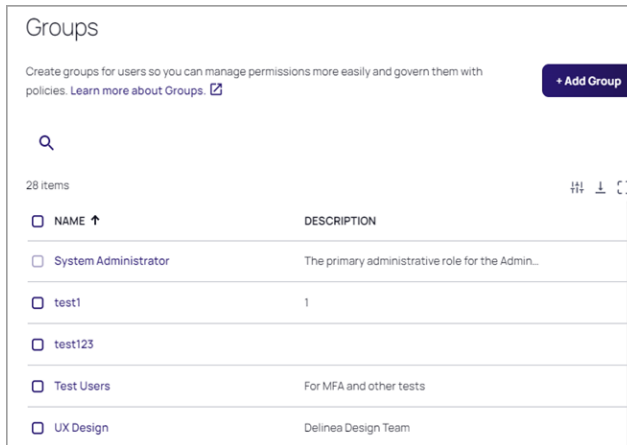 Groups
Create groups for users so you can manage permissions more easily and govern them with
policies. Learn more about Groups.
+ Add Group
28 items
NAME DESCRIPTION
System Administrator The primary administrative role for the Admin...
test1 1
test123
Test Users For MFA and other tests
UX Design Delinea Design Team